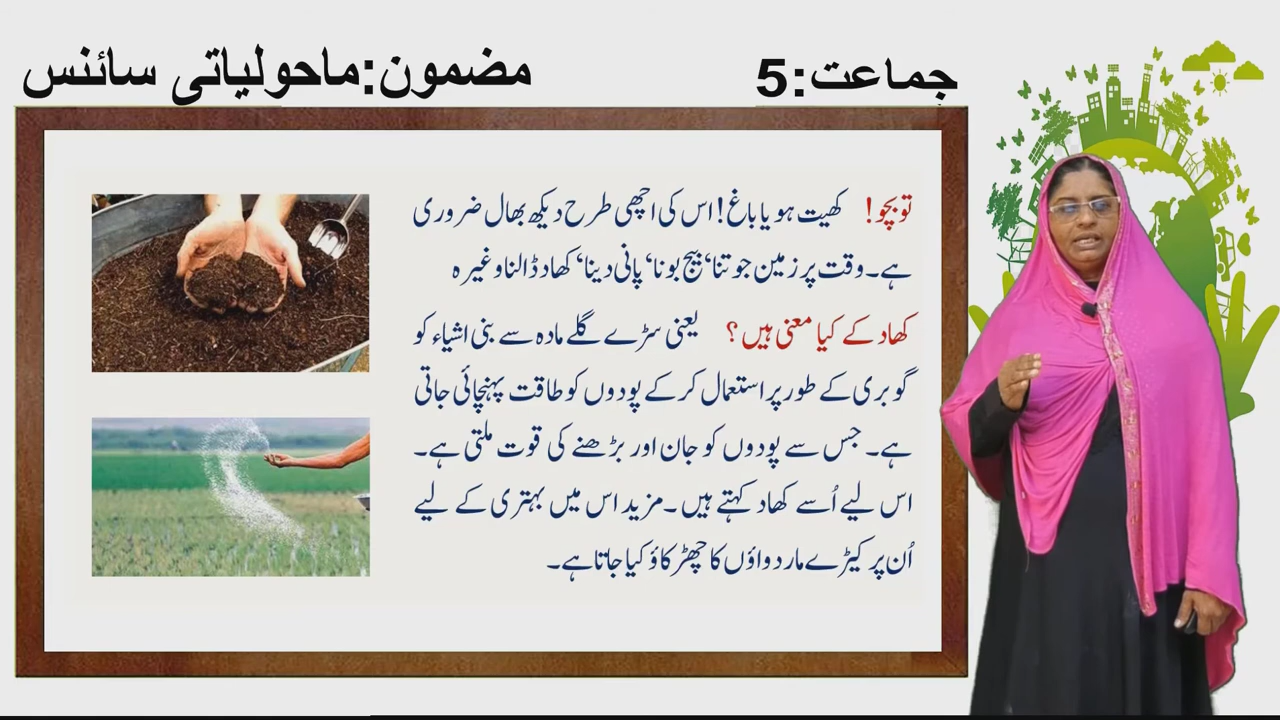 جماعت:5
مضمون:ماحولیاتی سائنس
تو بچو! کھیت ہو یا باغ! اس کی اچھی طرح دیکھ بھال ضروری
ہے۔ وقت پر زمین جوتنا‘ بیج بونا‘ پانی دینا‘ کھاد ڈالنا وغیرہ
کھاد کے کیا معنی ہیں؟ یعنی سڑے گلے مادہ سے بنی اشیاء کو
گوبری کے طور پر استعمال کر کے پودوں کو طاقت پہنچائی جاتی
ہے۔ جس سے پودوں کو جان اور بڑھنے کی قوت ملتی ہے۔
اس لیے اُسے کھاد کہتے ہیں۔ مزید اس میں بہتری کے لیے
اُن پر کیڑے مار دواؤں کا چھڑکاؤ کیا جاتا ہے۔